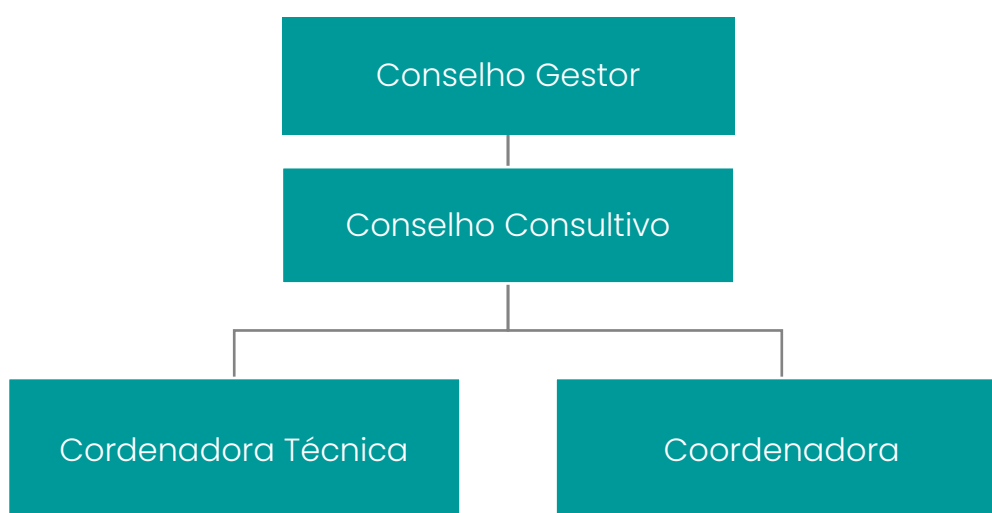 Conselho Gestor
Conselho Consultivo
Cordenadora Técnica
Coordenadora